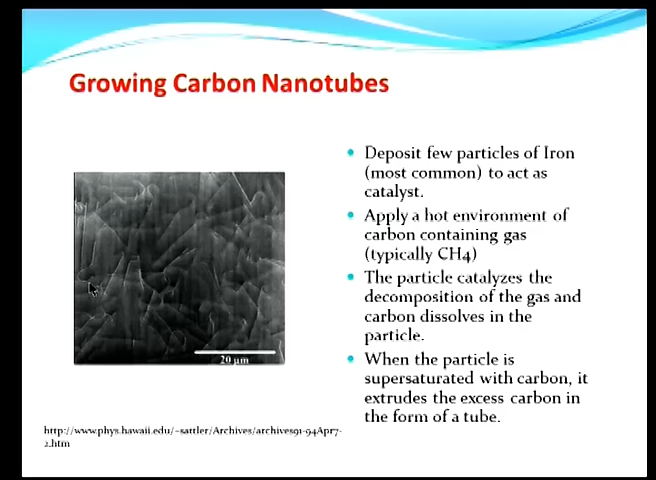 Growing Carbon Nanotubes
Deposit few particles of Iron
(most common) to act as
catalyst.
Apply a hot environment of
carbon containing gas
(typically CH4)
The particle catalyzes the
decomposition of the gas and
carbon dissolves in the
particle.
When the particle is
supersaturated with carbon, it
extrudes the excess carbon in
the form of a tube.
20 µm
http://www.phys.hawaii.edu/~sattler/Archives/archives91-94Apr7-
2.htm